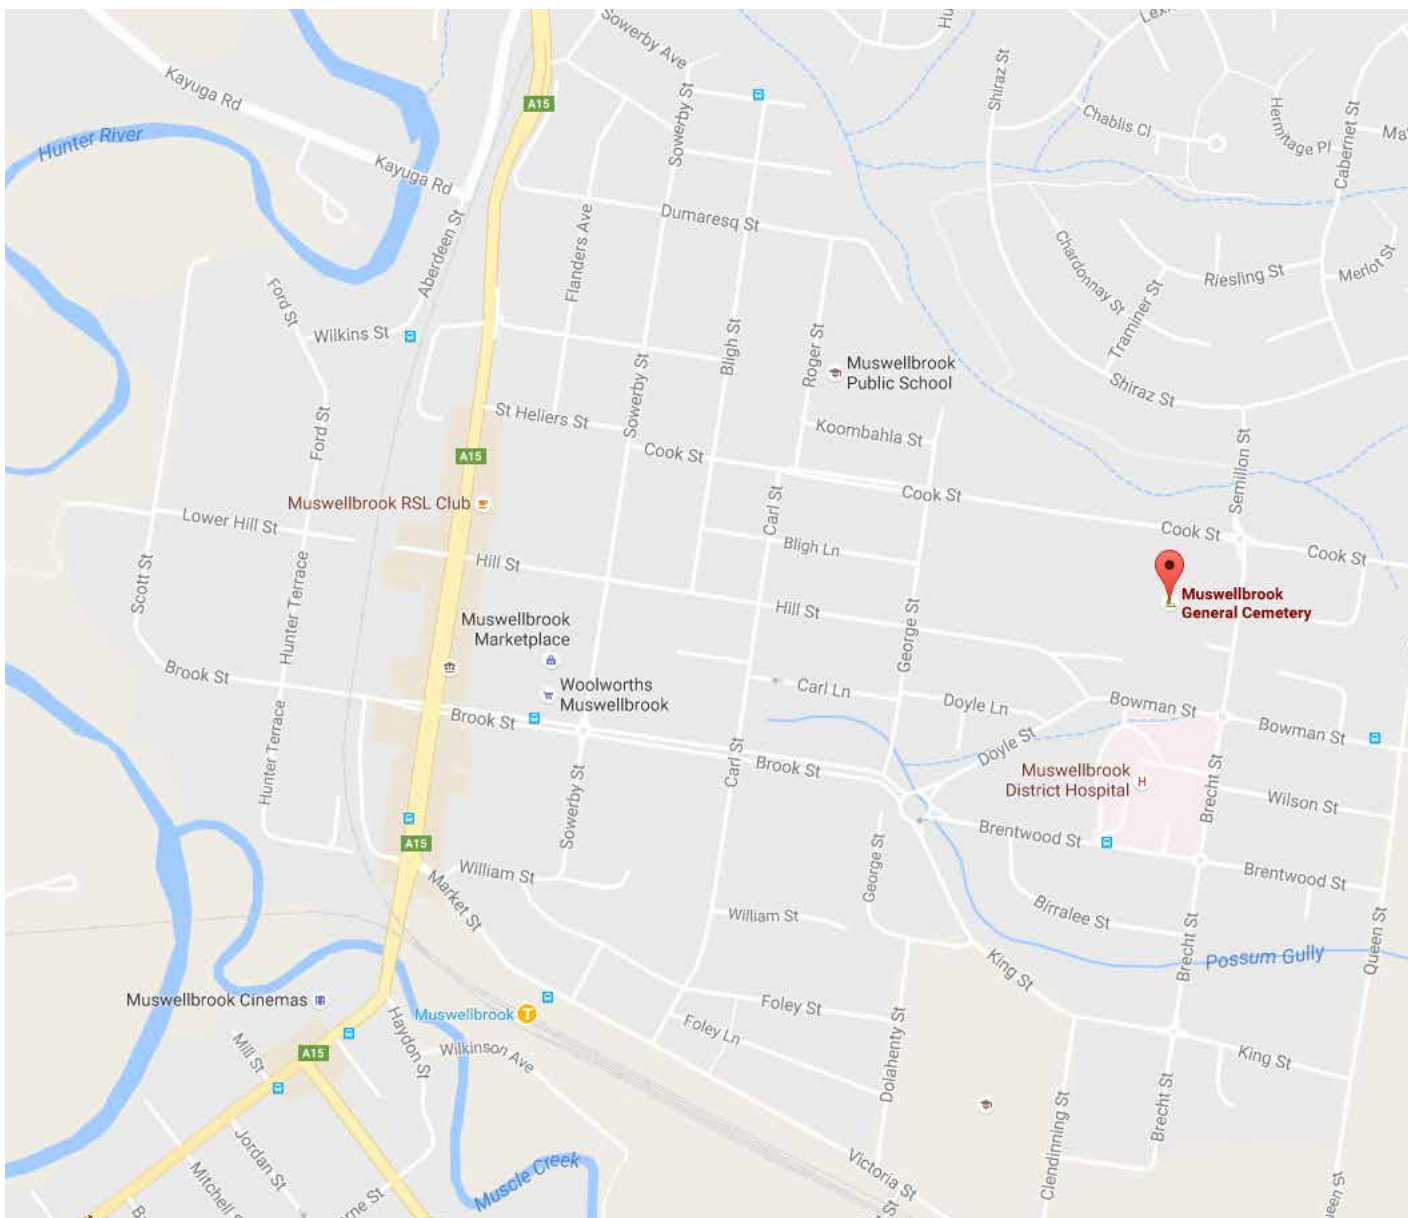 Sowerby Ave
Shiraz St
Kayuga Rd
A15
Sowerby St
Chablis Cl
Hermitage Pl
Cabernet St
Hunter River
Kayuga Rd
Aberdeen St
Flanders Ave
Dumaresq St
Chardonnay St
Riesling St
Merlot St
Traminer St
Ford St
Wilkins St
Bligh St
Roger St
Muswellbrook
Public School
Shiraz St
Sowerby St
St Heliers St
Ford St
Koombahla St
Cook St
A15
Semillon St
Cook St
Muswellbrook RSL Club
Carl St
Lower Hill St
Cook St
Cook St
Bligh Ln
Hill St
Scott St
Hunter Terrace
Hill St
George St
Muswellbrook
General Cemetery
Muswellbrook
Marketplace
Brook St
Woolworths
Muswellbrook
Carl Ln
Doyle Ln
Bowman St
Bowman St
Brook St
Hunter Terrace
Carl St
Brook St
Doyle St
Muswellbrook
District Hospital
Brecht St
Wilson St
Sowerby St
Brentwood St
A15
George St
Brentwood St
William St
Market St
William St
Birralee St
Brecht St
Queen St
Possum Gully
King St
Muswellbrook Cinemas
Muswellbrook
T
Foley St
Foley Ln
Haydon St
Wilkinson Ave
Mill St
A15
Dolahenty St
King St
Brecht St
Clendinning St
Jordan St
Muscle Creek
Victoria St